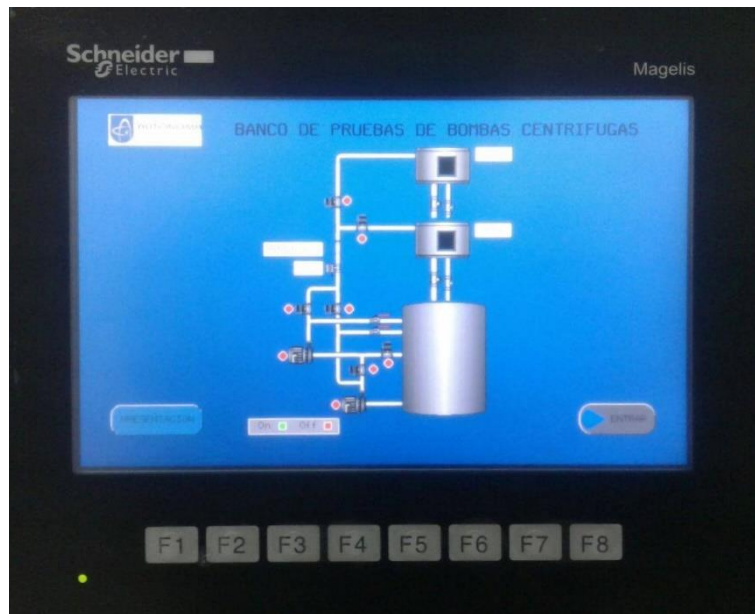 Schneider
Electric
Magelis
BANCO DE PRUEBAS DE BOMBAS CENTRIFUGAS
PRESENTACION
On Off
ENTRAR
F1 F2 F3 F4 F5 F6 F7 F8